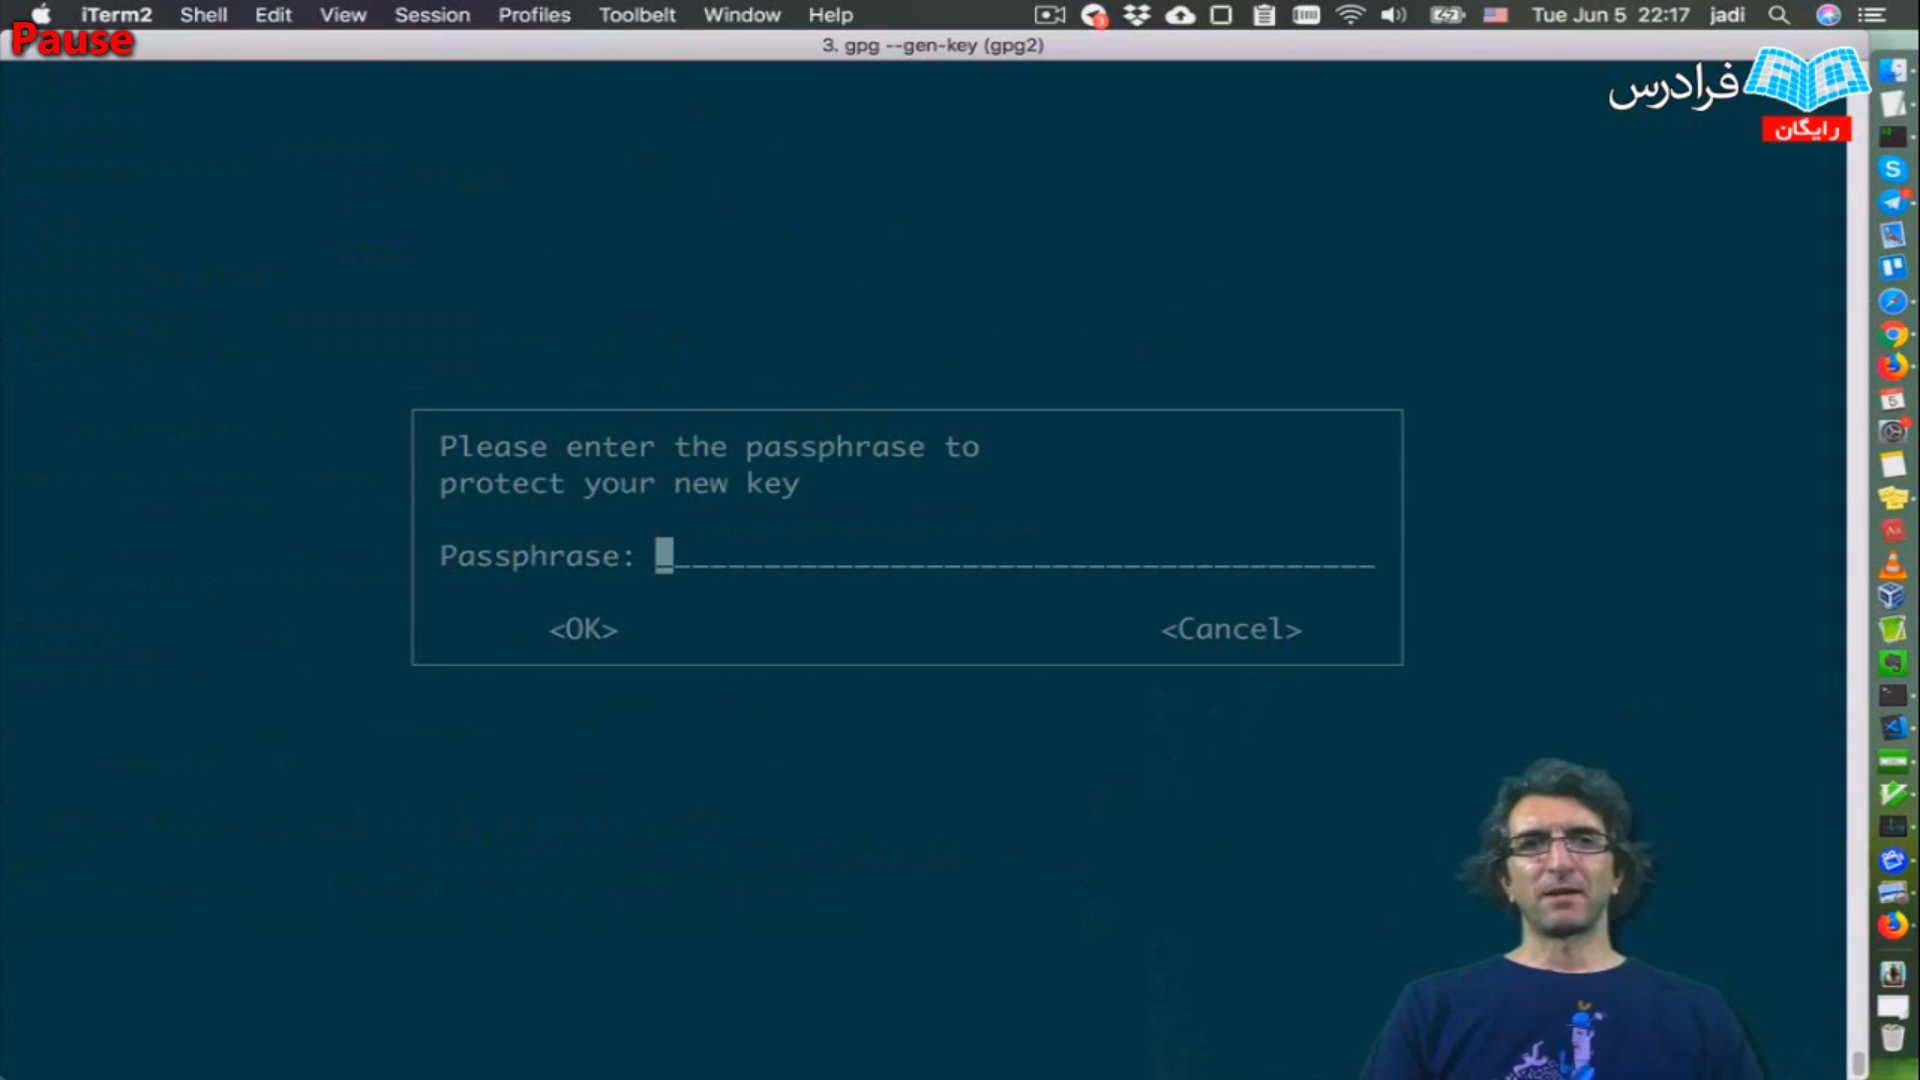 iTerm2 Shell Edit View Session Profiles Toolbelt Window Help Tue Jun 5 22:17 jadi
Pause
3. gpg --gen-key (gpg2)
فرادرس
رایگان
Please enter the passphrase to
protect your new key
Passphrase:
<OK> <Cancel>